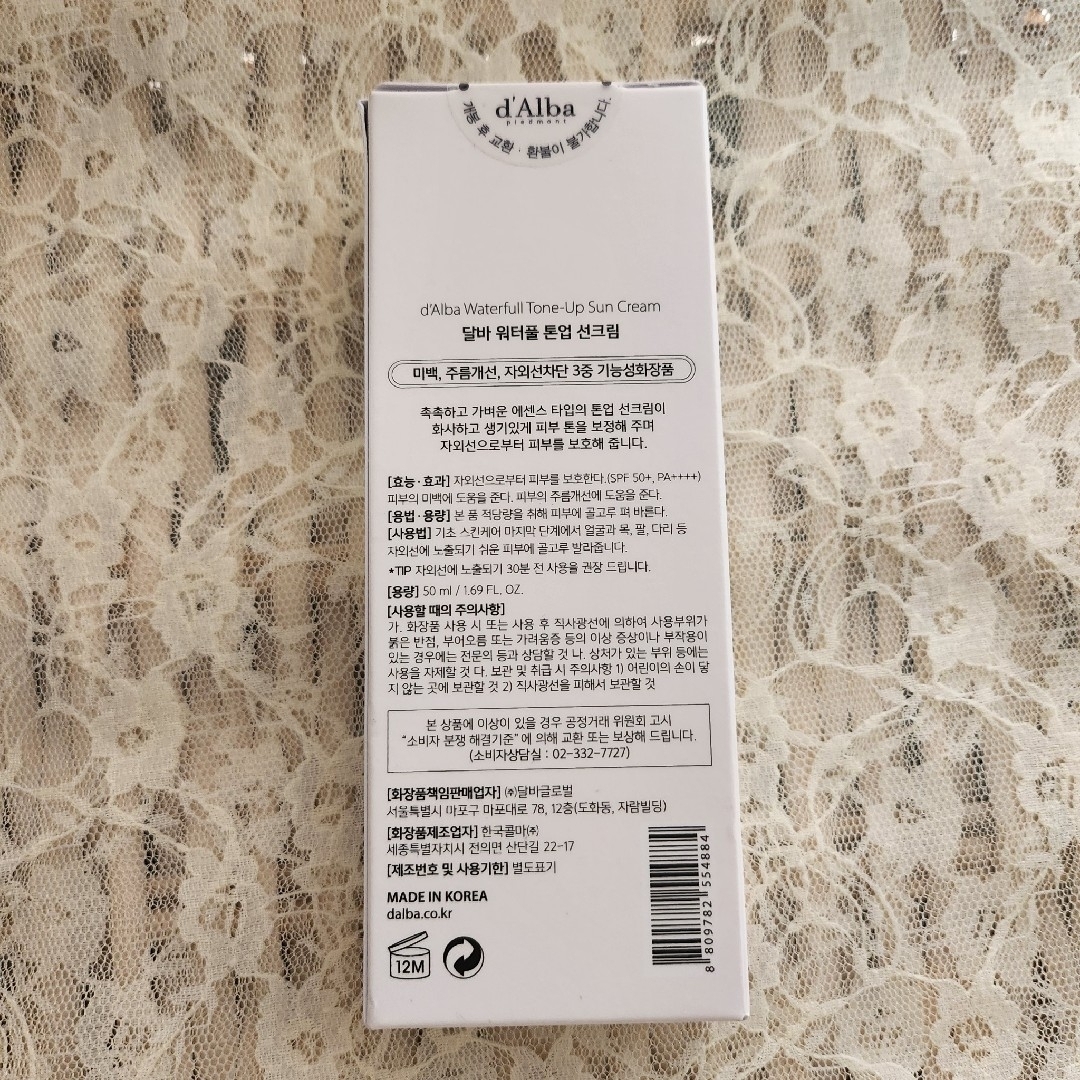 d'Alba
piedmont
개봉 후 교환 · 환불이 불가합니다.
d'Alba Waterfull Tone-Up Sun Cream
달바 워터풀 톤업 선크림
미백, 주름개선, 자외선차단 3중 기능성화장품
촉촉하고 가벼운 에센스 타입의 톤업 선크림이
화사하고 생기있게 피부 톤을 보정해 주며
자외선으로부터 피부를 보호해 줍니다.
[효능·효과] 자외선으로부터 피부를 보호한다.(SPF 50+, PA++++)
피부의 미백에 도움을 준다. 피부의 주름개선에 도움을 준다.
[용법·용량] 본 품 적당량을 취해 피부에 골고루 펴 바른다.
[사용법] 기초 스킨케어 마지막 단계에서 얼굴과 목, 팔, 다리 등
자외선에 노출되기 쉬운 피부에 골고루 발라줍니다.
*TIP 자외선에 노출되기 30분 전 사용을 권장 드립니다.
[용량] 50 ml / 1.69 FL. OZ.
[사용할 때의 주의사항]
가. 화장품 사용 시 또는 사용 후 직사광선에 의하여 사용부위가
붉은 반점, 부어오름 또는 가려움증 등의 이상 증상이나 부작용이
있는 경우에는 전문의 등과 상담할 것 나. 상처가 있는 부위 등에는
사용을 자제할 것 다. 보관 및 취급 시 주의사항 1) 어린이의 손이 닿
지 않는 곳에 보관할 것 2) 직사광선을 피해서 보관할 것
본 상품에 이상이 있을 경우 공정거래 위원회 고시
“소비자 분쟁 해결기준” 에 의해 교환 또는 보상해 드립니다.
(소비자상담실 : 02-332-7727)
[화장품책임판매업자] ㈜달바글로벌
서울특별시 마포구 마포대로 78, 12층(도화동, 자람빌딩)
[화장품제조업자] 한국콜마㈜
세종특별자치시 전의면 산단길 22-17
[제조번호 및 사용기한] 별도표기
MADE IN KOREA
dalba.co.kr
12M
8 809782 554884